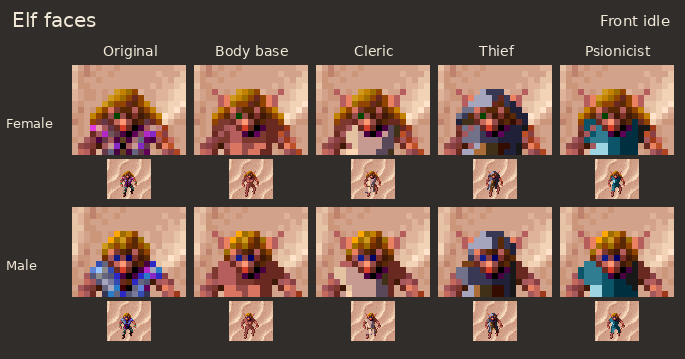 Elf faces
Front idle
Original Body base Cleric Thief Psionicist
Female
Male